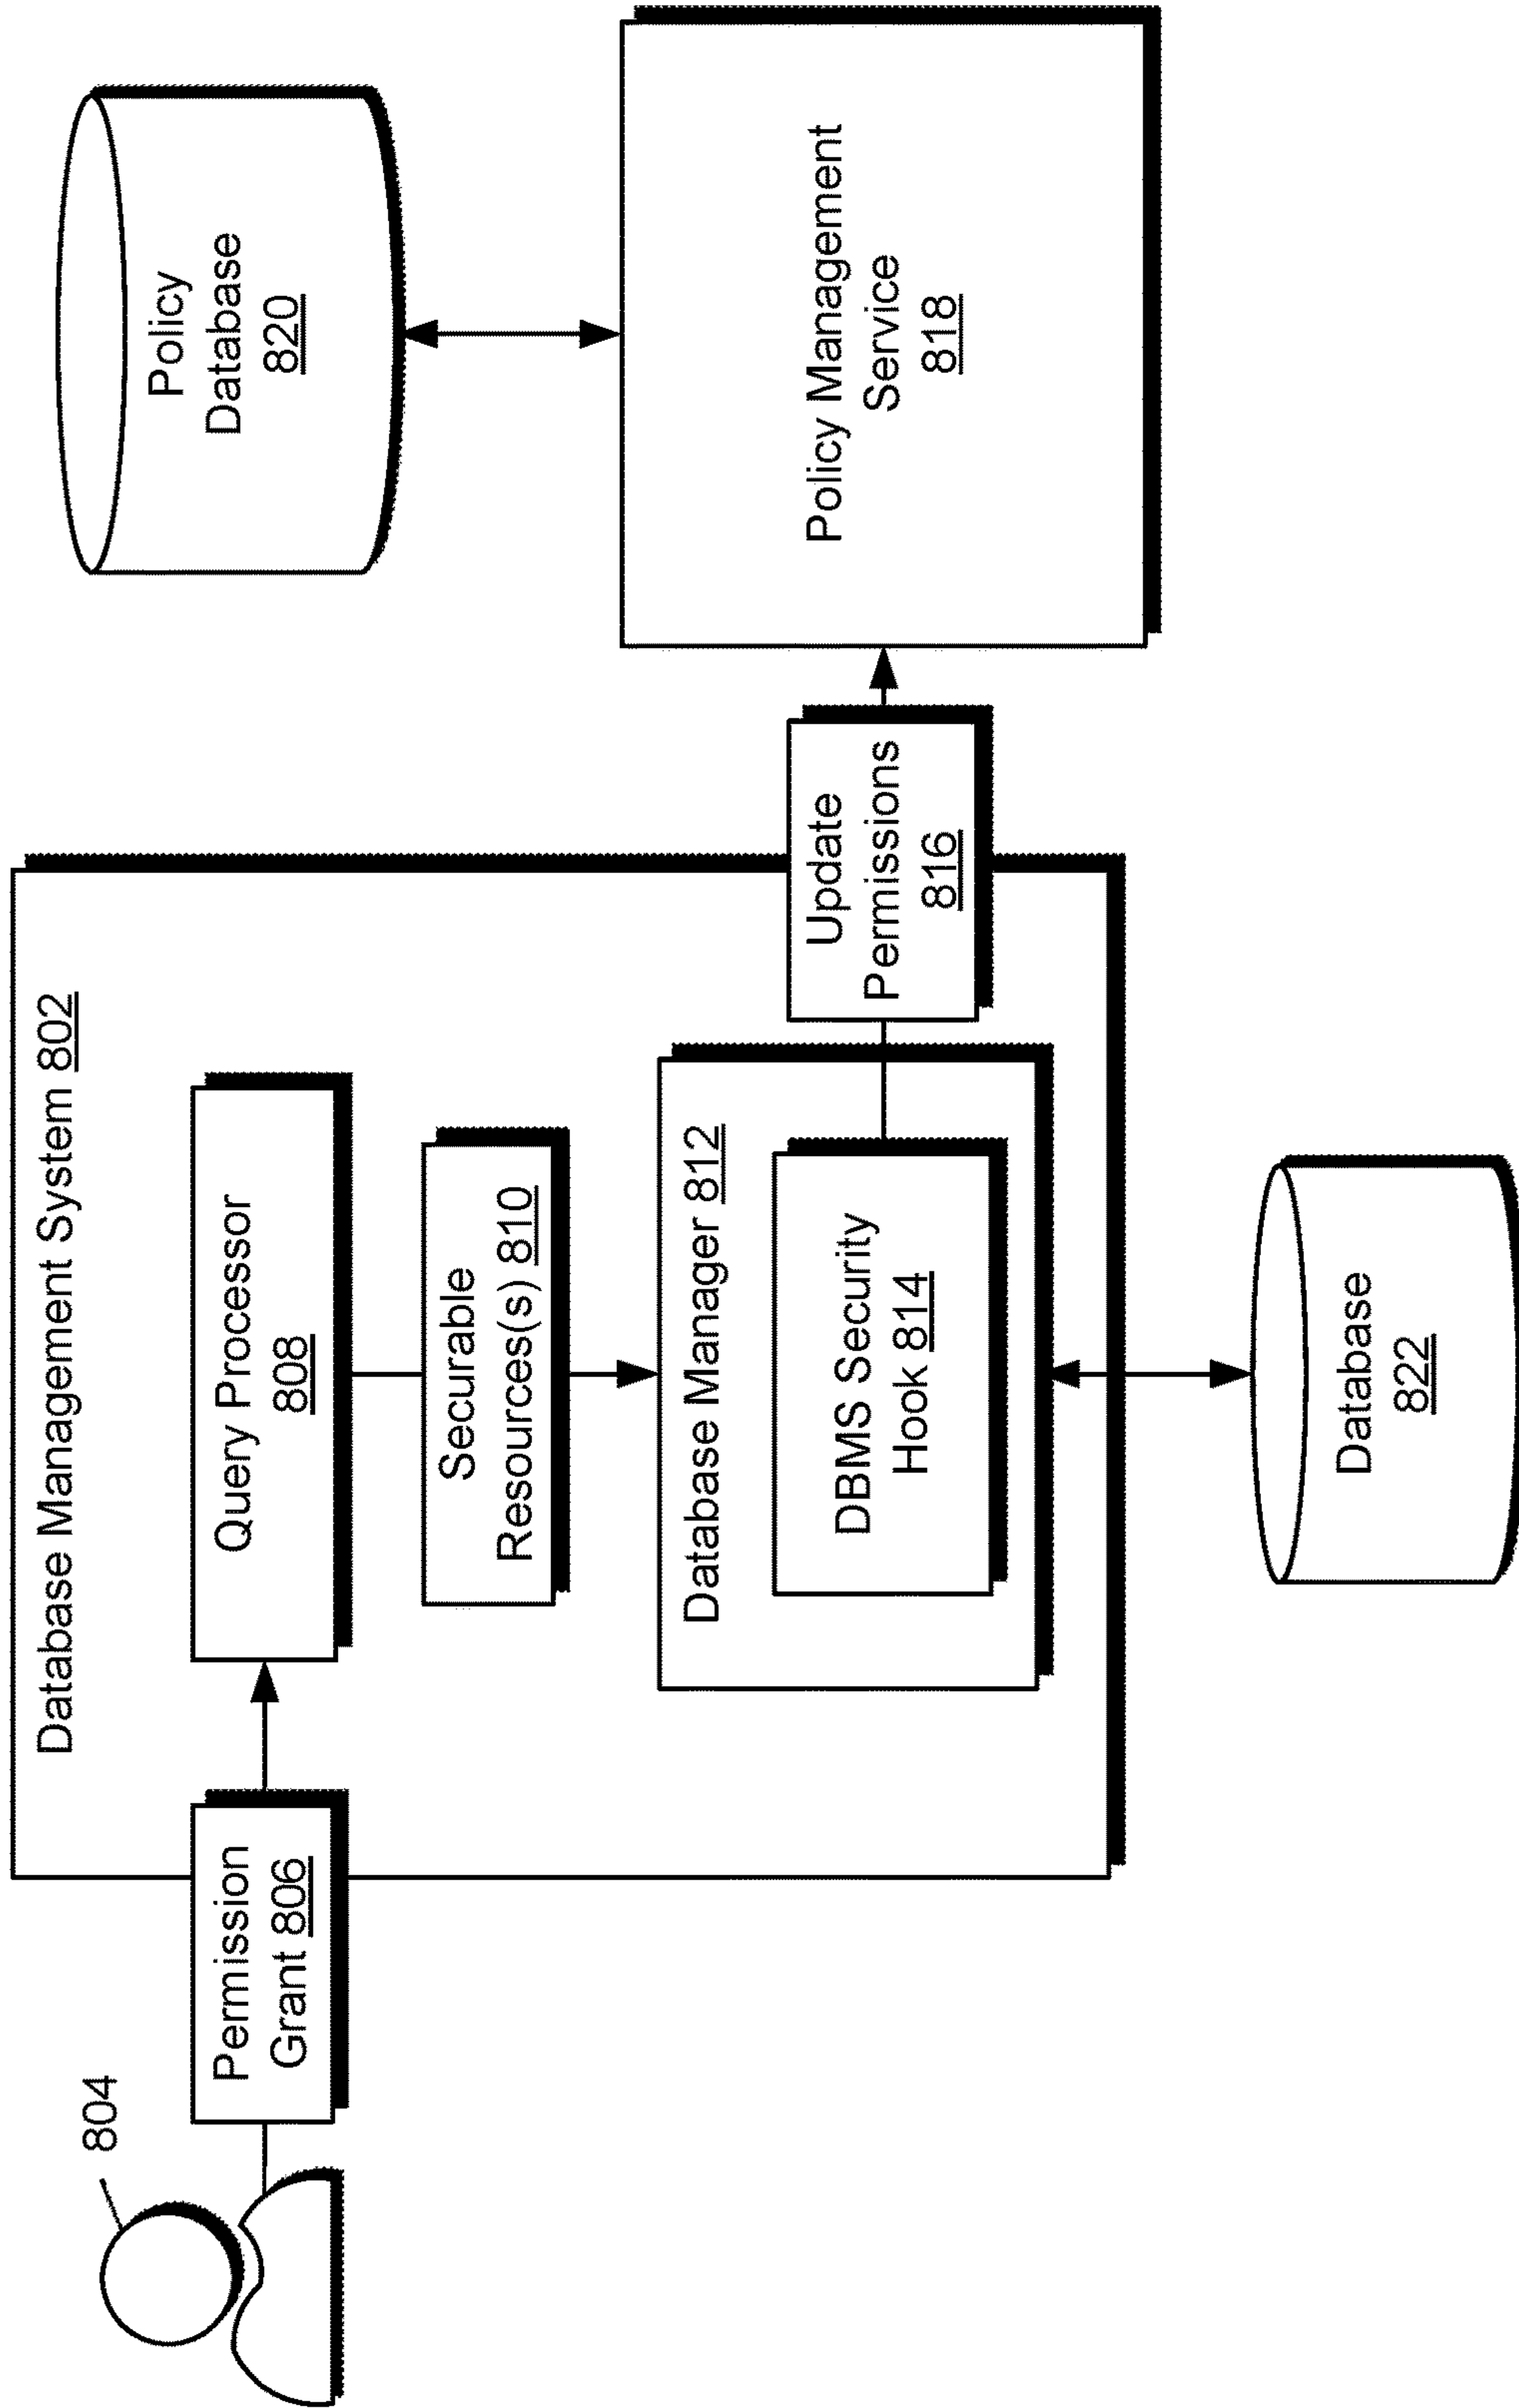 804
Permission
Grant 806
Database Management System 802
Query Processor
808
Securable
Resources(s) 810
Database Manager 812
DBMS Security
Hook 814
Update
Permissions
816
Policy
Database
820
Policy Management
Service
818
Database
822